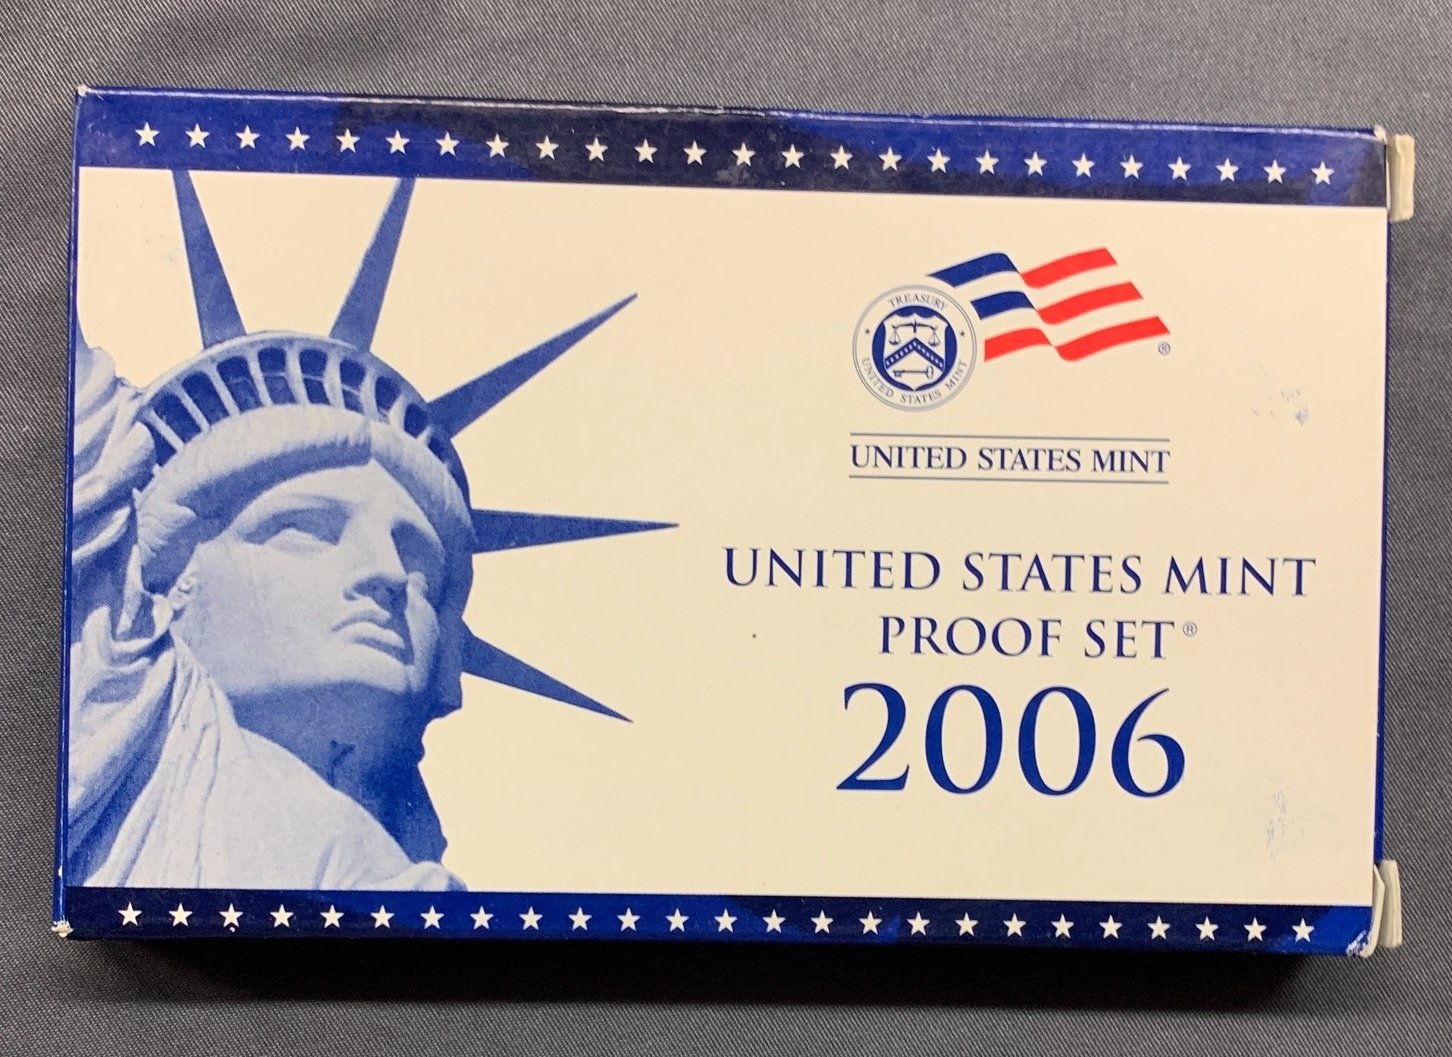 TREASURY
UNITED STATES MINT
®
UNITED STATES MINT
UNITED STATES MINT
PROOF SET®
2006